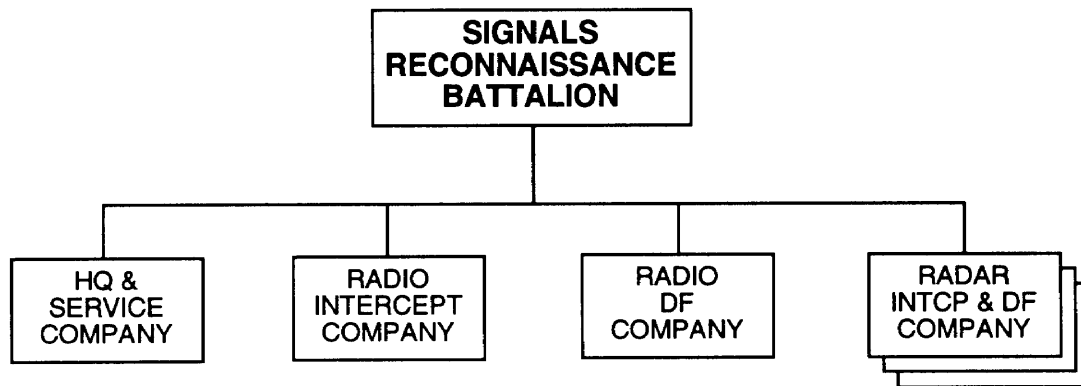 SIGNALS
RECONNAISSANCE
BATTALION
HQ &
SERVICE
COMPANY
RADIO
INTERCEPT
COMPANY
RADIO
DF
COMPANY
RADAR
INTCP & DF
COMPANY